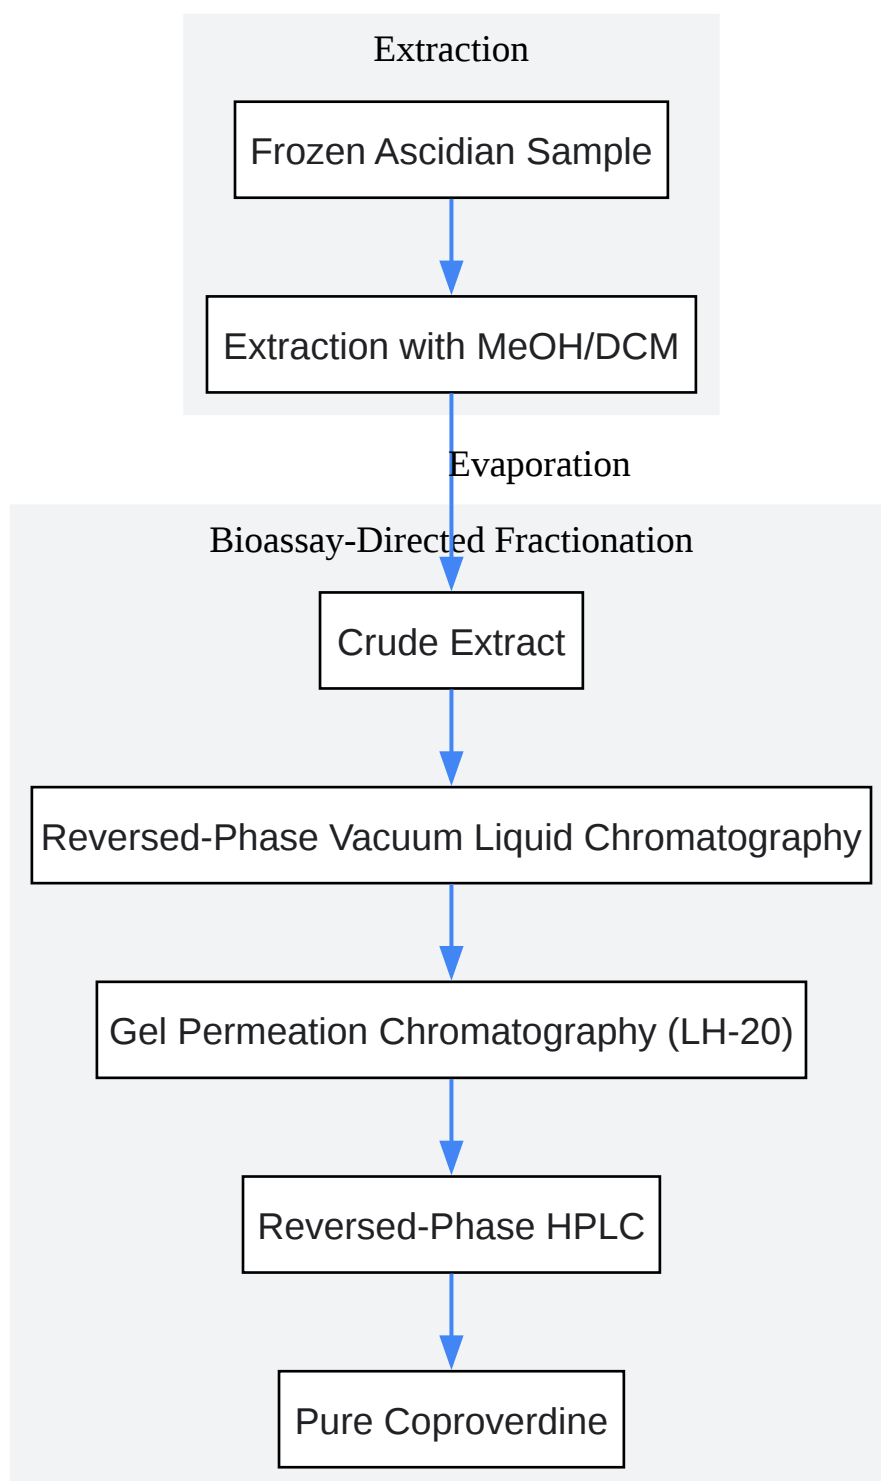 Extraction
Frozen Ascidian Sample
Extraction with MeOH/DCM
Evaporation
Bioassay-Directed Fractionation
Crude Extract
Reversed-Phase Vacuum Liquid Chromatography
Gel Permeation Chromatography (LH-20)
Reversed-Phase HPLC
Pure Coproverdine